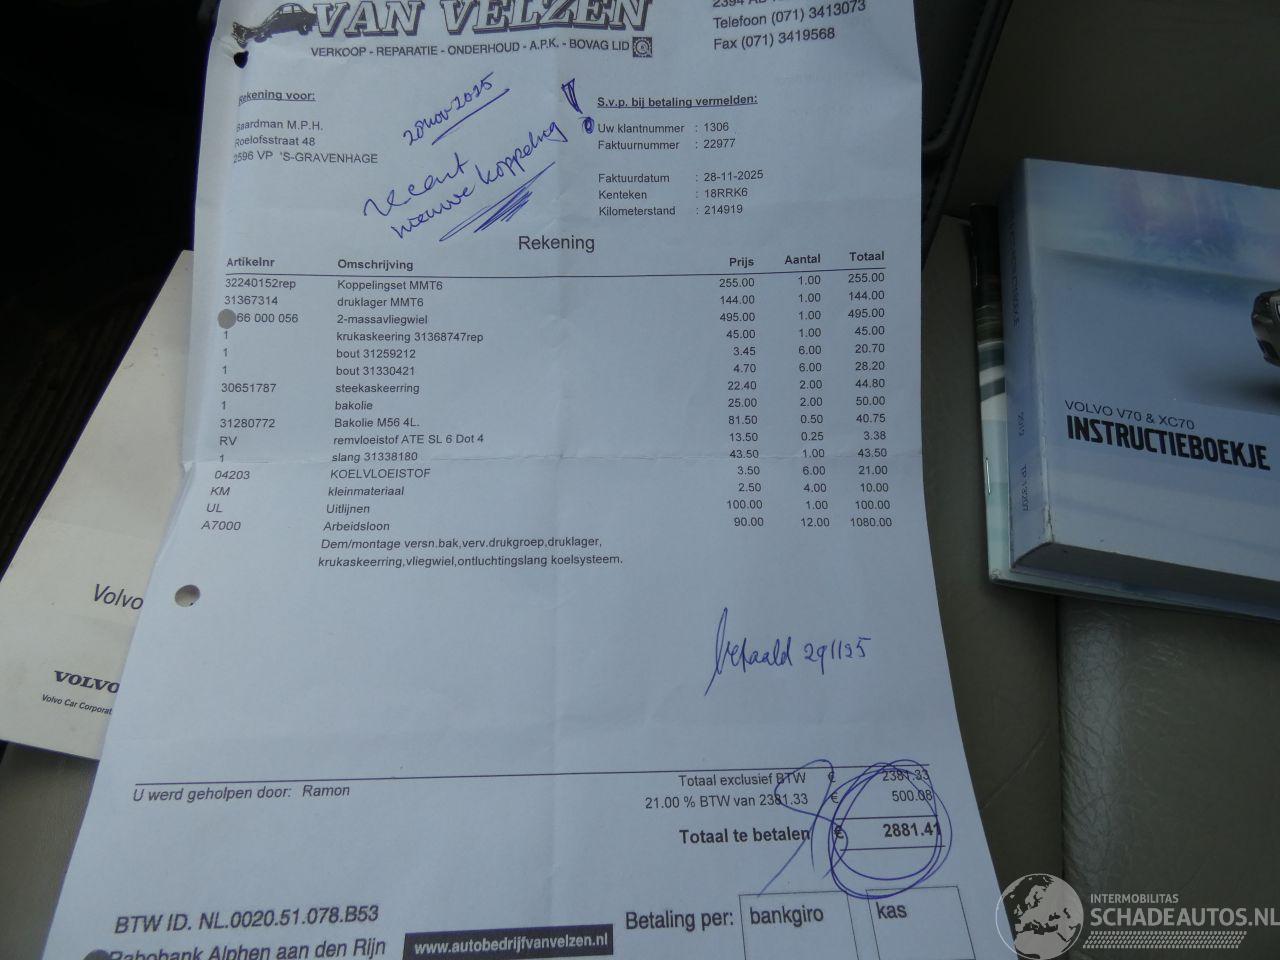 VAN VELZEN
VERKOOP - REPARATIE - ONDERHOUD - A.P.K. - BOVAG LID
Telefoon (071) 3413073
Fax (071) 3419568
Rekening voor:
Baardman M.P.H.
Roelofsstraat 48
2596 VP 'S-GRAVENHAGE
20 nov 2025
recent
nieuwe koppeling !
S.v.p. bij betaling vermelden:
Uw klantnummer : 1306
Faktuurnummer : 22977
Faktuurdatum : 28-11-2025
Kenteken : 18RRK6
Kilometerstand : 214919
Rekening
Artikelnr Omschrijving Prijs Aantal Totaal
32240152rep Koppelingset MMT6 255.00 1.00 255.00
31367314 druklager MMT6 144.00 1.00 144.00
66 000 056 2-massavliegwiel 495.00 1.00 495.00
1 krukaskeering 31368747rep 45.00 1.00 45.00
1 bout 31259212 3.45 6.00 20.70
1 bout 31330421 4.70 6.00 28.20
30651787 steekaskeerring 22.40 2.00 44.80
1 bakolie 25.00 2.00 50.00
31280772 Bakolie M56 4L. 81.50 0.50 40.75
RV remvloeistof ATE SL 6 Dot 4 13.50 0.25 3.38
1 slang 31338180 43.50 1.00 43.50
04203 KOELVLOEISTOF 3.50 6.00 21.00
KM kleinmateriaal 2.50 4.00 10.00
UL Uitlijnen 100.00 1.00 100.00
A7000 Arbeidsloon 90.00 12.00 1080.00
Dem/montage versn.bak,verv.drukgroep,druklager,
krukaskeerring,vliegwiel,ontluchtingslang koelsysteem.
betaald 291125
U werd geholpen door: Ramon
Totaal exclusief BTW € 2381.33
21.00 % BTW van 2381.33 € 500.08
Totaal te betalen € 2881.41
BTW ID. NL.0020.51.078.B53
Rabobank Alphen aan den Rijn
www.autobedrijfvanvelzen.nl
Betaling per: bankgiro kas
Volvo
VOLVO
Volvo Car Corporat
VOLVO V70 & XC70
INSTRUCTIEBOEKJE
INTERMOBILITAS
SCHADEAUTOS.NL